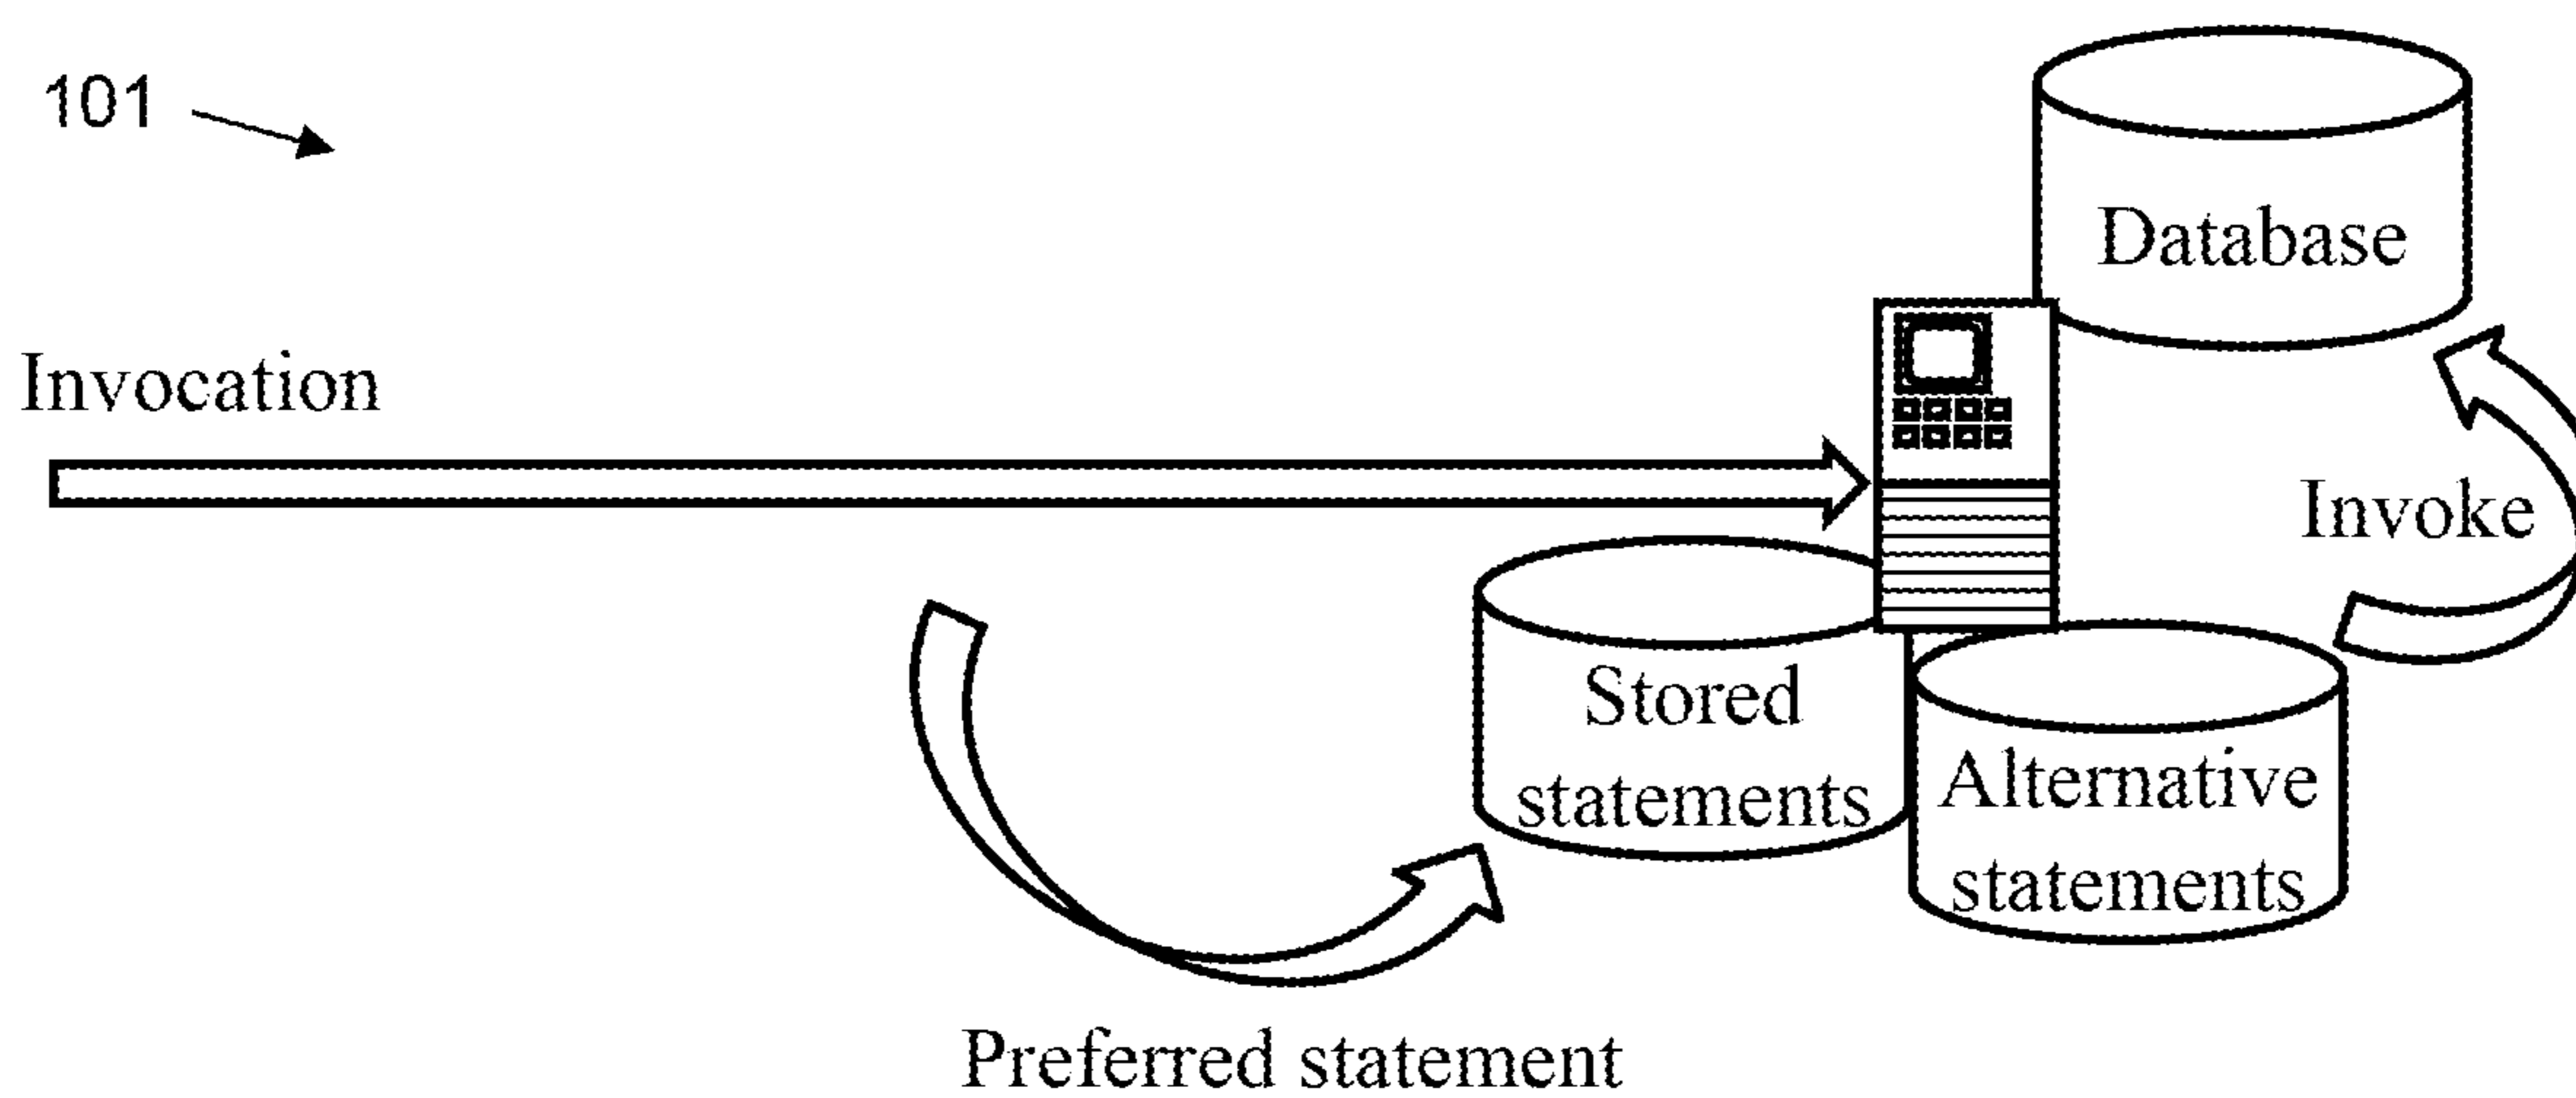 101
Database
Invocation
Invoke
Stored
statements
Alternative
statements
Preferred statement